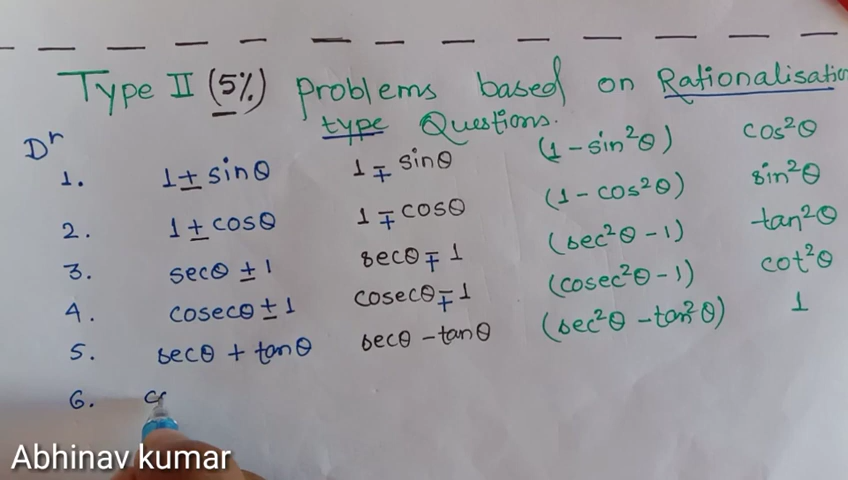 Type II (5%) problems based on Rationalisation
type Questions.
Dr
1. 1 ± sinθ 1 ∓ sinθ (1 - sin²θ) cos²θ
2. 1 ± cosθ 1 ∓ cosθ (1 - cos²θ) sin²θ
3. secθ ± 1 secθ ∓ 1 (sec²θ - 1) tan²θ
4. cosecθ ± 1 cosecθ ∓ 1 (cosec²θ - 1) cot²θ
5. secθ + tanθ secθ - tanθ (sec²θ - tan²θ) 1
6.
Abhinav kumar